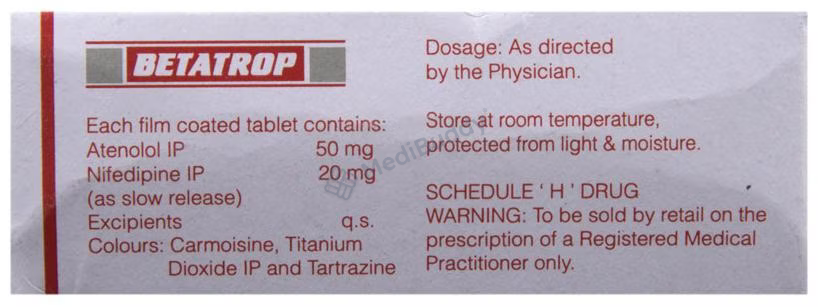 BETATROP
Each film coated tablet contains:
Atenolol IP 50 mg
Nifedipine IP 20 mg
(as slow release)
Excipients q.s.
Colours: Carmoisine, Titanium
Dioxide IP and Tartrazine
Dosage: As directed
by the Physician.
Store at room temperature,
protected from light & moisture.
SCHEDULE ' H ' DRUG
WARNING: To be sold by retail on the
prescription of a Registered Medical
Practitioner only.
MediBuddy